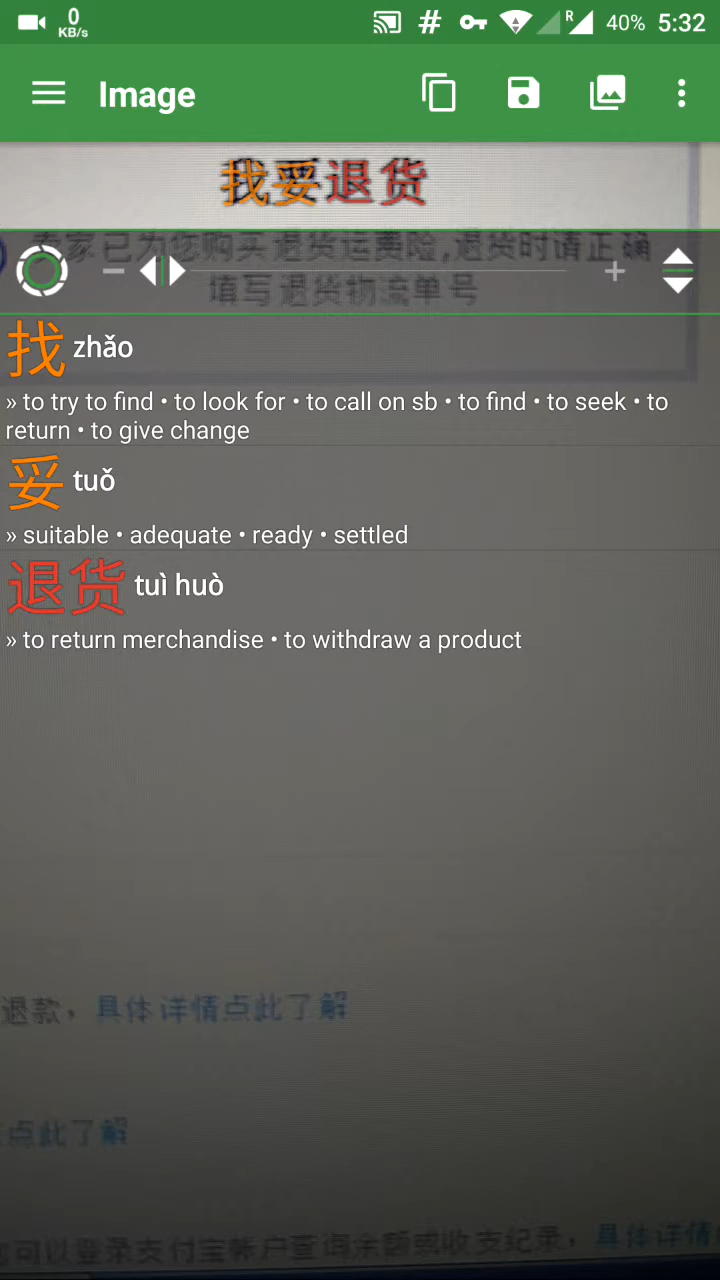 0
KB/s
R
40%
5:32
Image
找妥退货
卖家已为您购买退货运费险,退货时请正确
填写退货物流单号
找 zhǎo
» to try to find • to look for • to call on sb • to find • to seek • to
return • to give change
妥 tuǒ
» suitable • adequate • ready • settled
退货 tuì huò
» to return merchandise • to withdraw a product
退款，具体详情点此了解
点此了解
可以登录支付宝帐户查询余额或收支纪录，具体详情